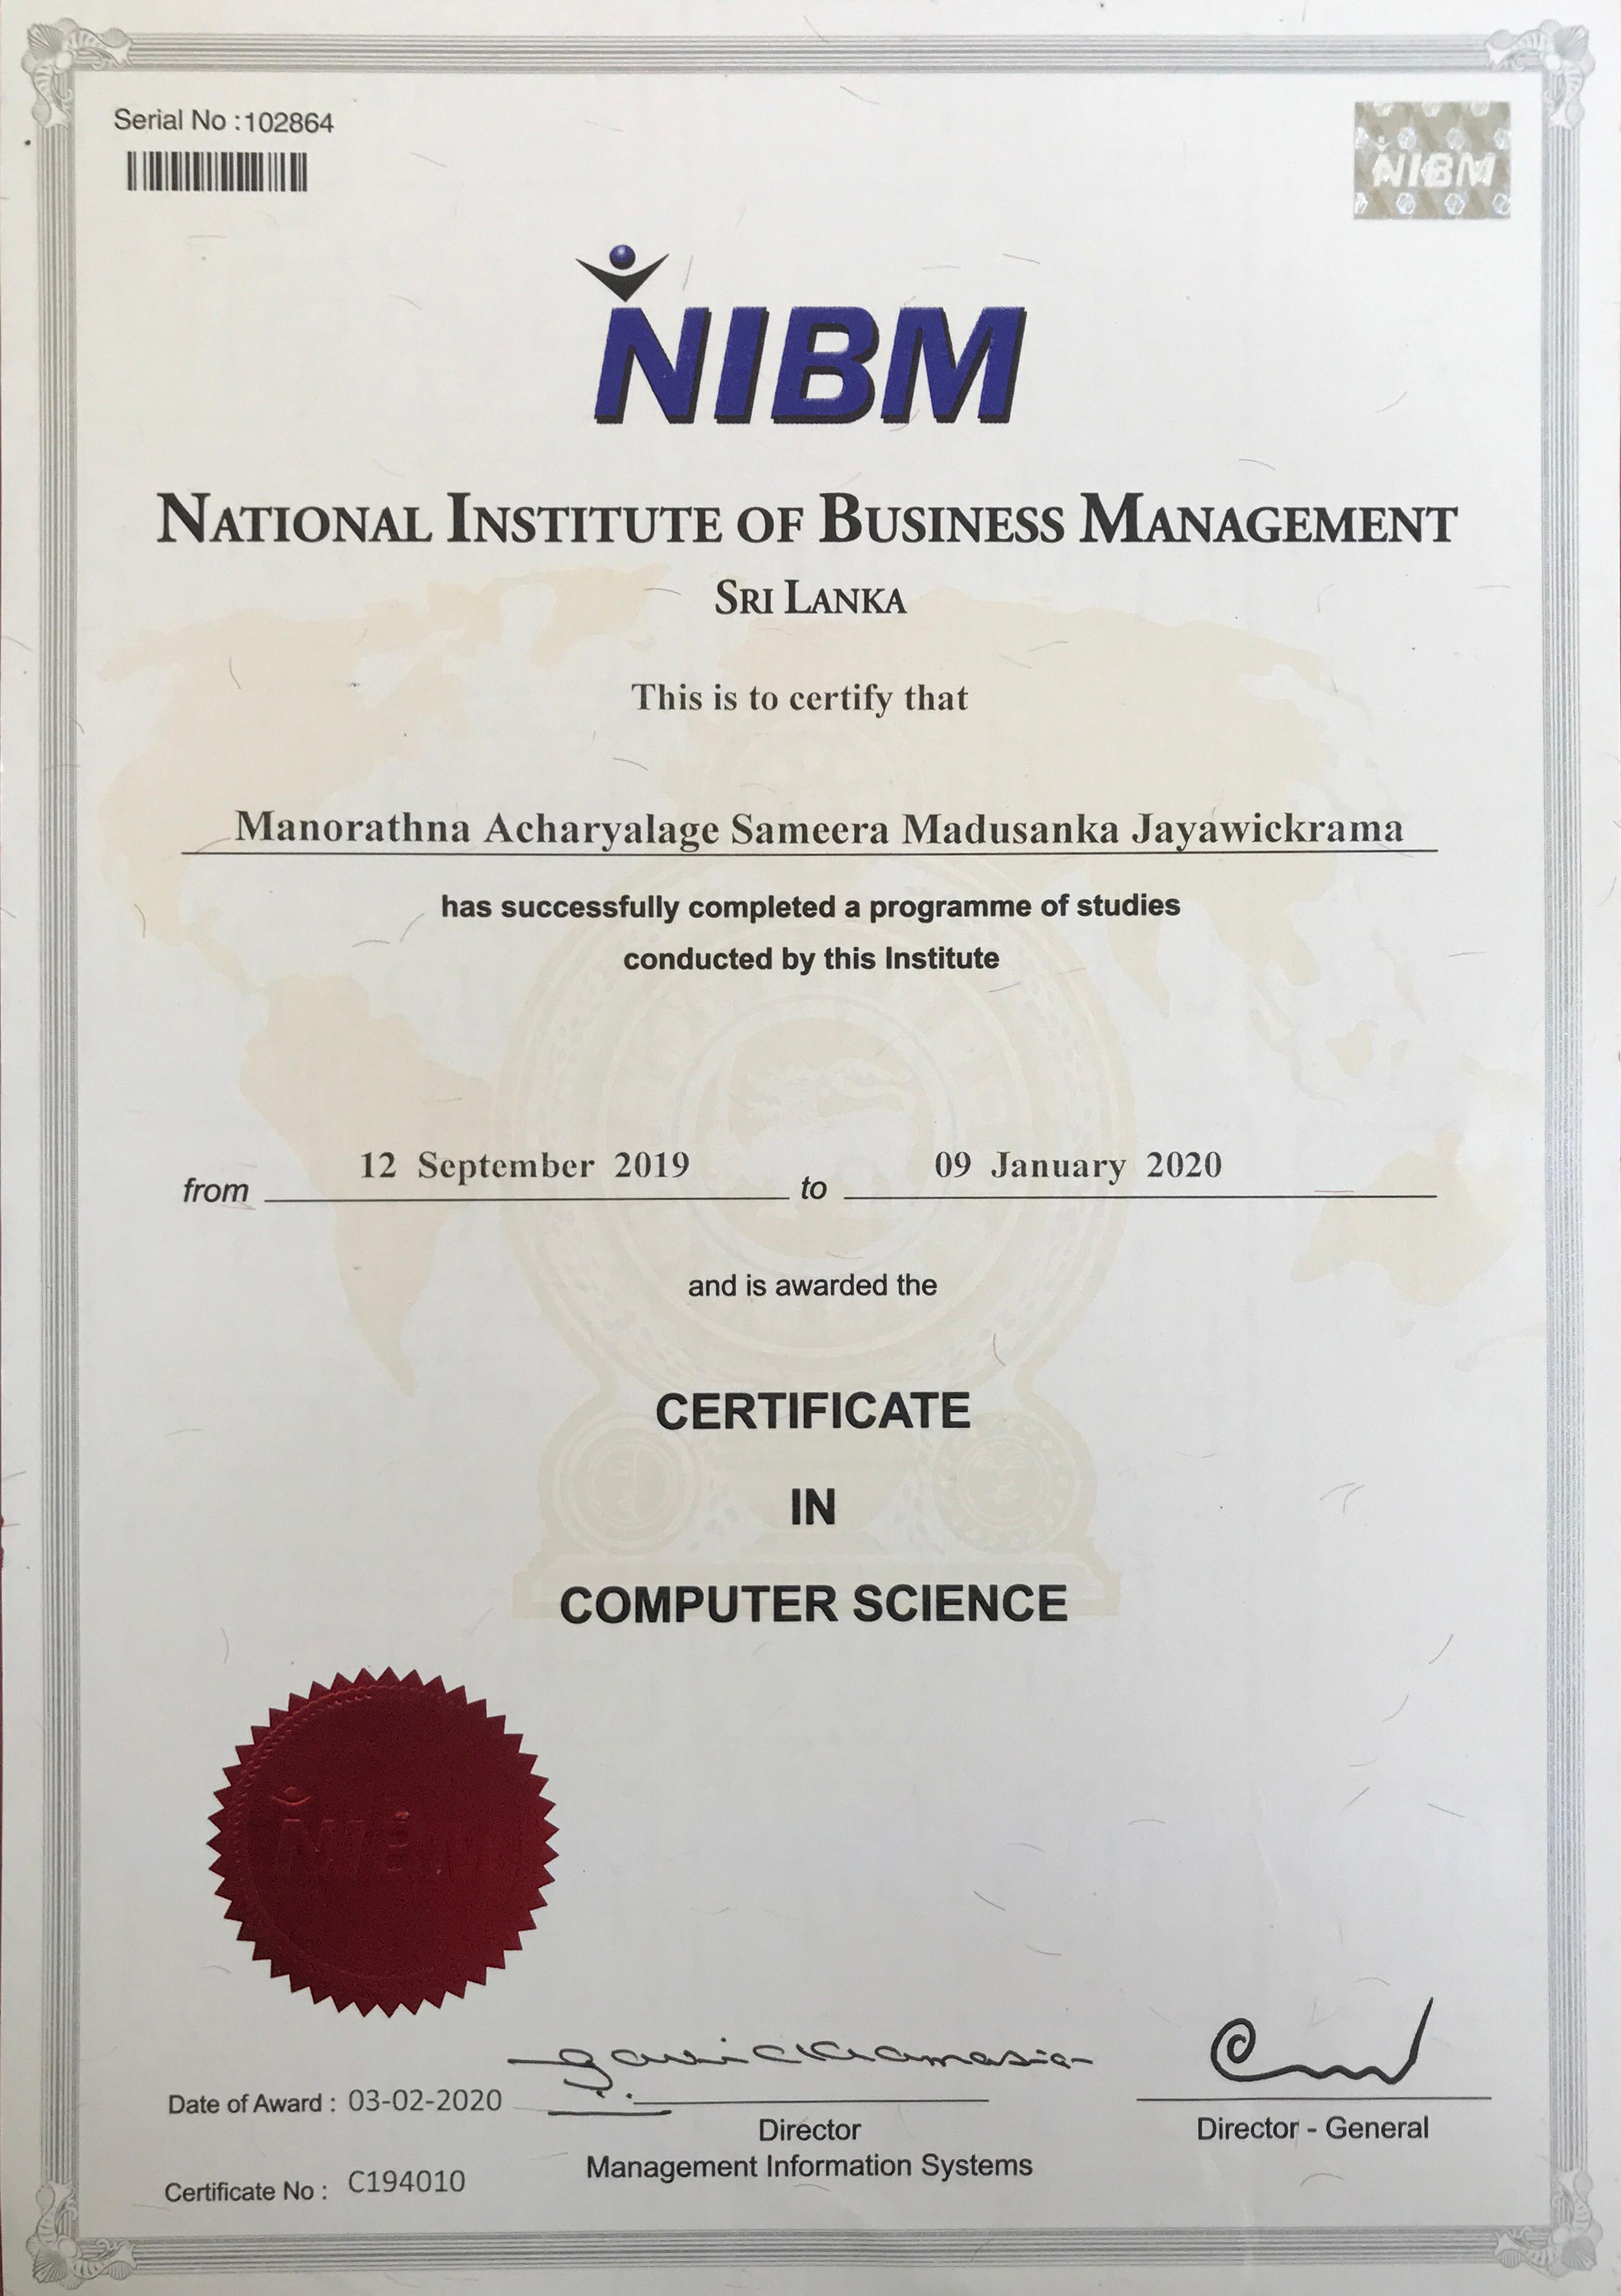 Serial No :102864
NIBM
NIBM
NATIONAL INSTITUTE OF BUSINESS MANAGEMENT
SRI LANKA
This is to certify that
Manorathna Acharyalage Sameera Madusanka Jayawickrama
has successfully completed a programme of studies
conducted by this Institute
from 12 September 2019 to 09 January 2020
and is awarded the
CERTIFICATE
IN
COMPUTER SCIENCE
NIBM
Date of Award : 03-02-2020
Director
Management Information Systems
Director - General
Certificate No : C194010